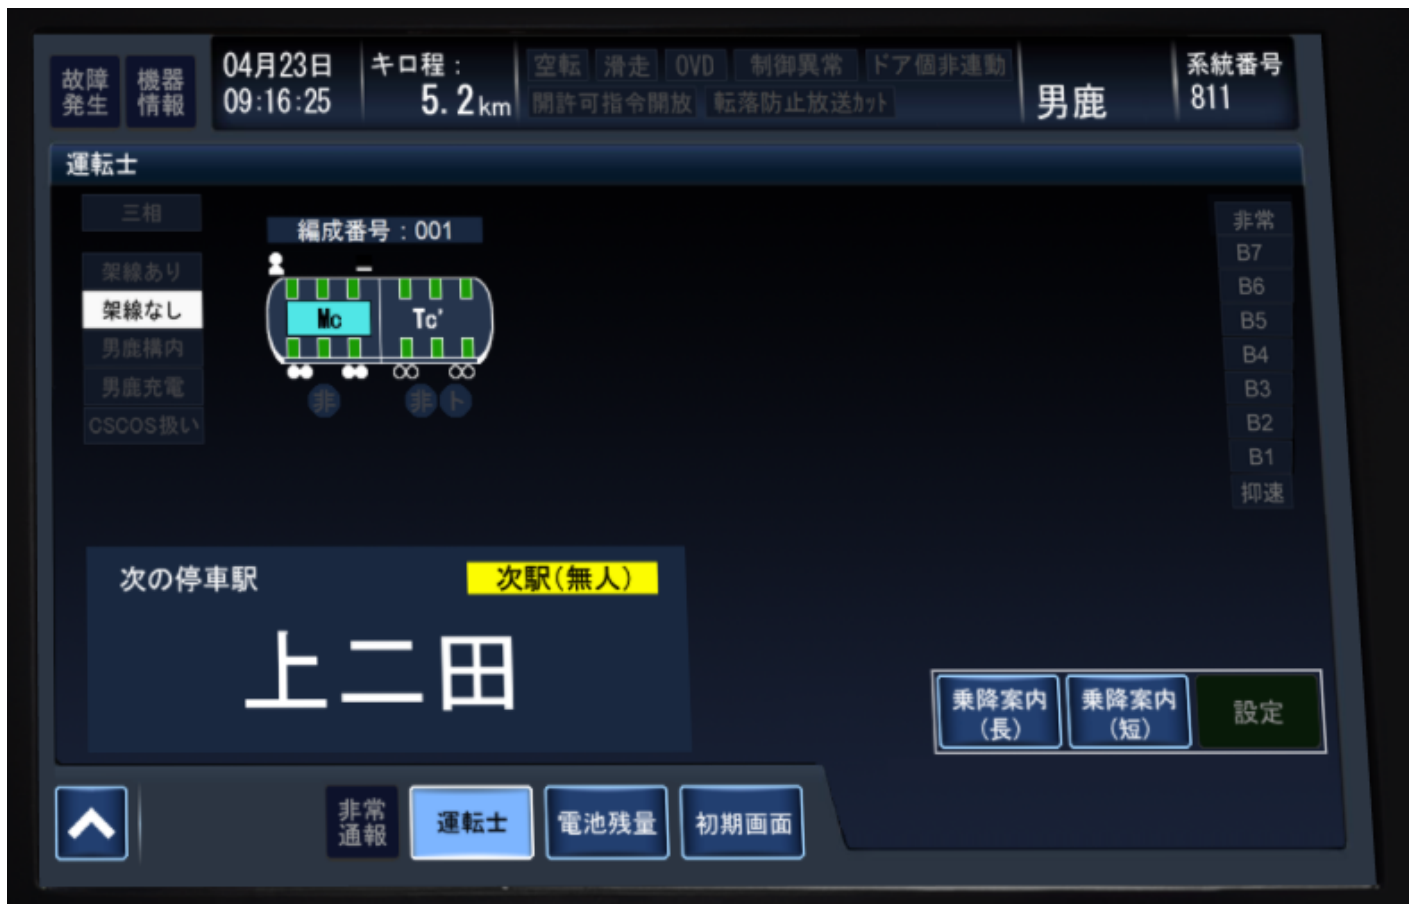 故障
発生
機器
情報
04月23日
09:16:25
キロ程:
5.2km
空転 滑走 OVD 制御異常 ドア個非連動
開許可指令開放 転落防止放送カット
男鹿
系統番号
811
運転士
三相
架線あり
架線なし
男鹿構内
男鹿充電
CSCOS扱い
編成番号:001
Mc Tc'
非 非 ト
非常
B7
B6
B5
B4
B3
B2
B1
抑速
次の停車駅 次駅(無人)
上二田
乗降案内
(長)
乗降案内
(短)
設定
非常
通報
運転士 電池残量 初期画面